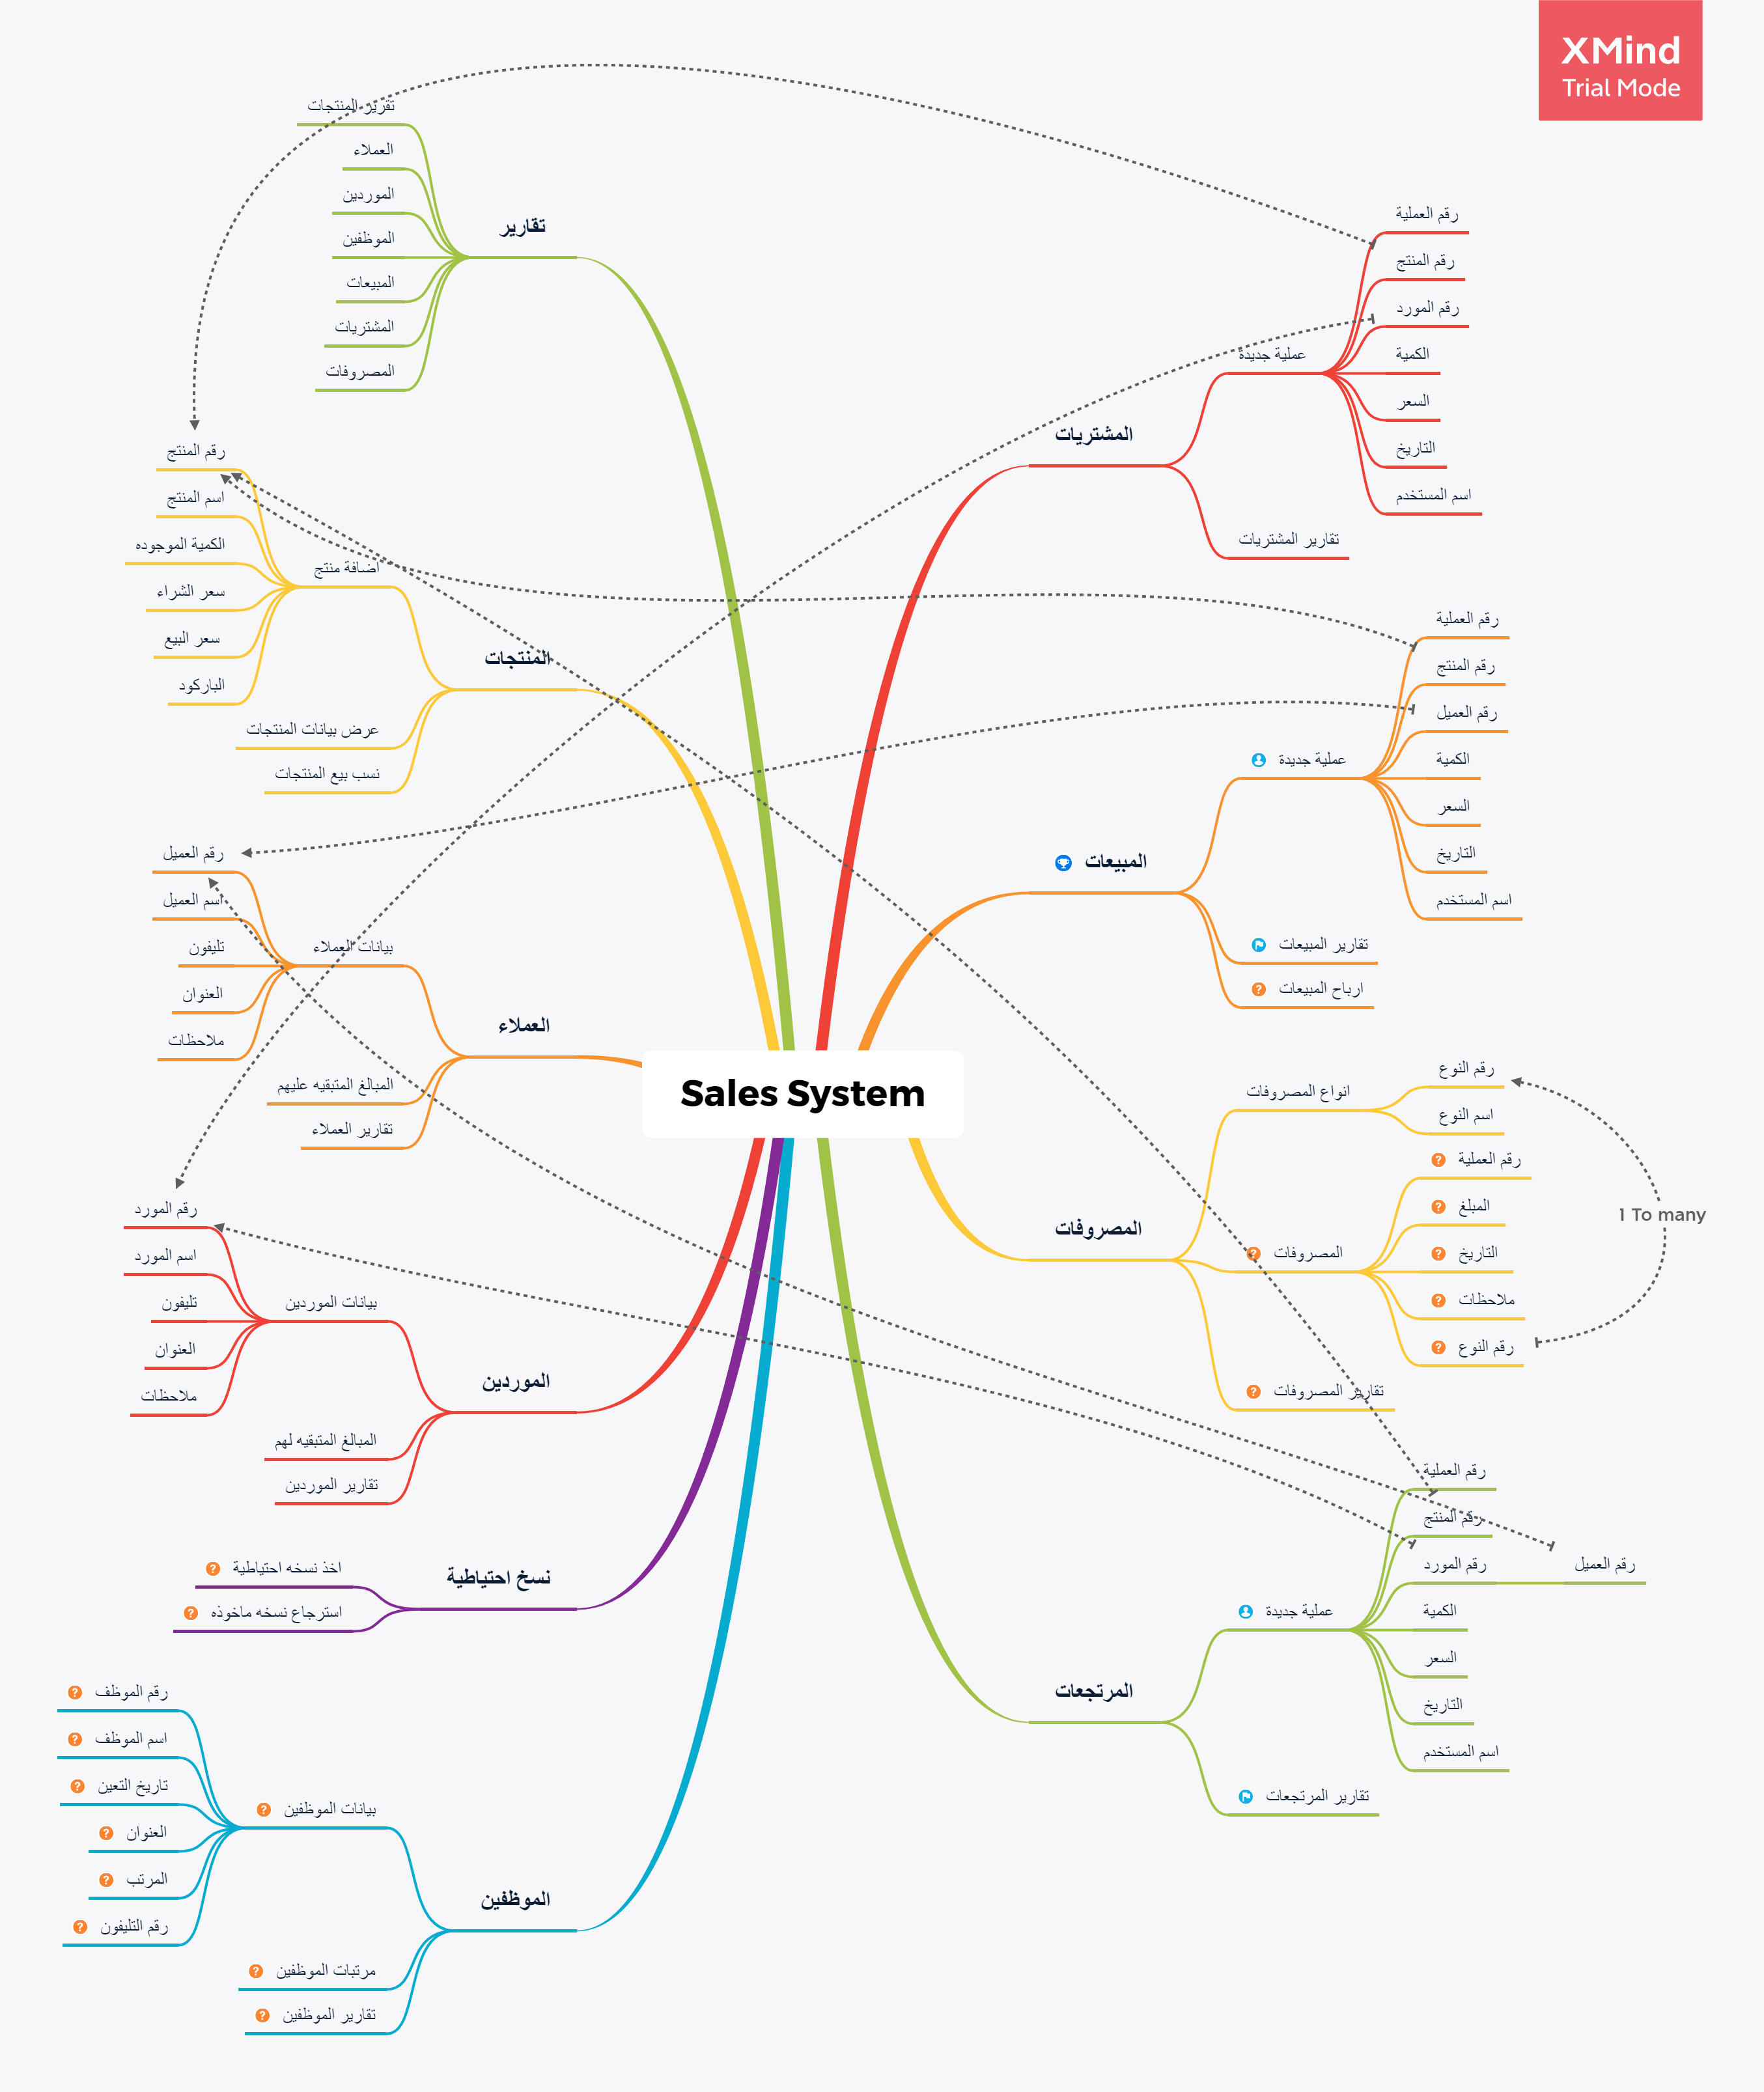 XMind
Trial Mode
Sales System
المشتريات
عملية جديدة
رقم العملية
رقم المنتج
رقم المورد
الكمية
السعر
التاريخ
اسم المستخدم
تقارير المشتريات
المبيعات
عملية جديدة
رقم العملية
رقم المنتج
رقم العميل
الكمية
السعر
التاريخ
اسم المستخدم
تقارير المبيعات
ارباح المبيعات
المصروفات
انواع المصروفات
رقم النوع
اسم النوع
المصروفات
رقم العملية
المبلغ
التاريخ
ملاحظات
رقم النوع
1 To many
تقارير المصروفات
المرتجعات
عملية جديدة
رقم العملية
رقم المنتج
رقم المورد
رقم العميل
الكمية
السعر
التاريخ
اسم المستخدم
تقارير المرتجعات
تقارير
تقرير المنتجات
العملاء
الموردين
الموظفين
المبيعات
المشتريات
المصروفات
المنتجات
اضافة منتج
رقم المنتج
اسم المنتج
الكمية الموجوده
سعر الشراء
سعر البيع
الباركود
عرض بيانات المنتجات
نسب بيع المنتجات
العملاء
بيانات العملاء
رقم العميل
اسم العميل
تليفون
العنوان
ملاحظات
المبالغ المتبقيه عليهم
تقارير العملاء
الموردين
بيانات الموردين
رقم المورد
اسم المورد
تليفون
العنوان
ملاحظات
المبالغ المتبقيه لهم
تقارير الموردين
نسخ احتياطية
اخذ نسخه احتياطية
استرجاع نسخه ماخوذه
الموظفين
بيانات الموظفين
رقم الموظف
اسم الموظف
تاريخ التعين
العنوان
المرتب
رقم التليفون
مرتبات الموظفين
تقارير الموظفين